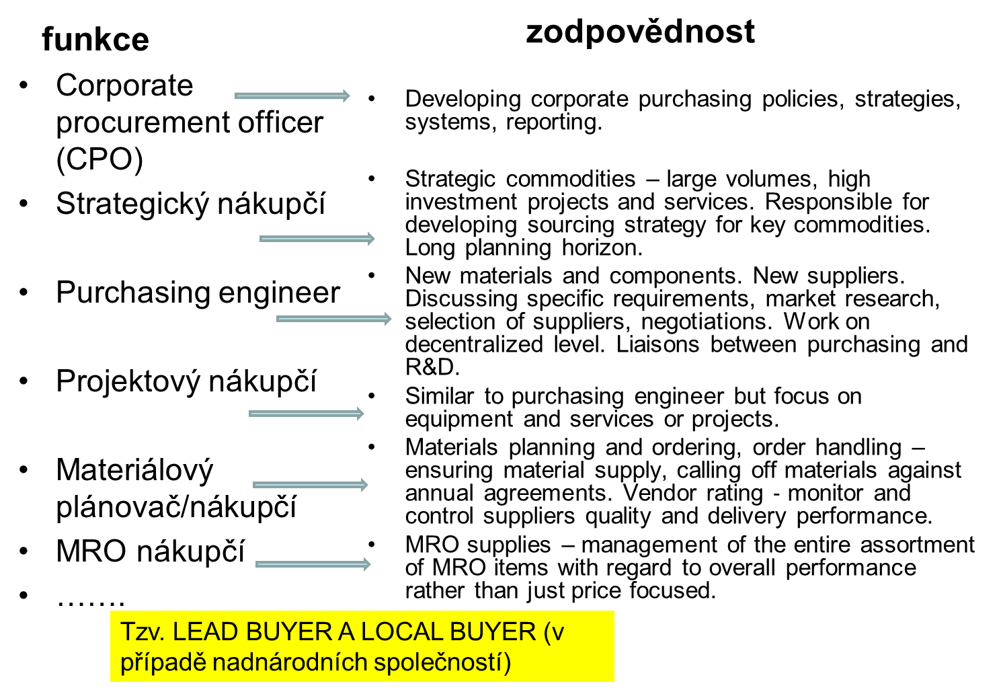 funkce
• Corporate
procurement officer
(CPO)
• Strategický nákupčí
• Purchasing engineer
• Projektový nákupčí
• Materiálový
plánovač/nákupčí
• MRO nákupčí
• …….
zodpovědnost
• Developing corporate purchasing policies, strategies,
systems, reporting.
• Strategic commodities – large volumes, high
investment projects and services. Responsible for
developing sourcing strategy for key commodities.
Long planning horizon.
• New materials and components. New suppliers.
Discussing specific requirements, market research,
selection of suppliers, negotiations. Work on
decentralized level. Liaisons between purchasing and
R&D.
• Similar to purchasing engineer but focus on
equipment and services or projects.
• Materials planning and ordering, order handling –
ensuring material supply, calling off materials against
annual agreements. Vendor rating - monitor and
control suppliers quality and delivery performance.
• MRO supplies – management of the entire assortment
of MRO items with regard to overall performance
rather than just price focused.
Tzv. LEAD BUYER A LOCAL BUYER (v
případě nadnárodních společností)